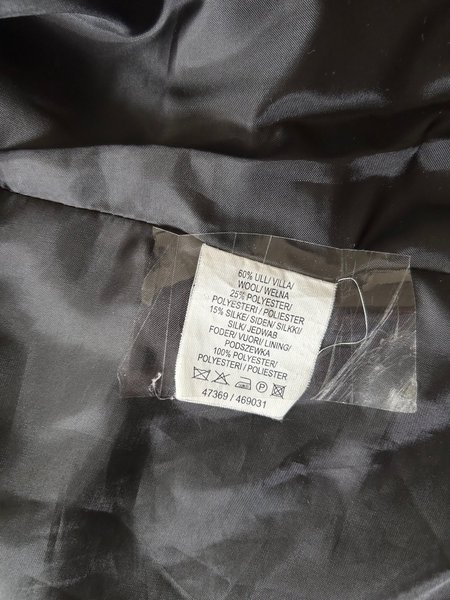 60% ULL/ VILLA/
WOOL/ WEŁNA
25% POLYESTER/
POLYESTERI / POLIESTER
15% SILKE/ SIDEN/ SILKKI/
SILK/ JEDWAB
FODER/ VUORI/ LINING/
PODSZEWKA
100% POLYESTER/
POLYESTERI/ POLIESTER
P
47369 / 469031